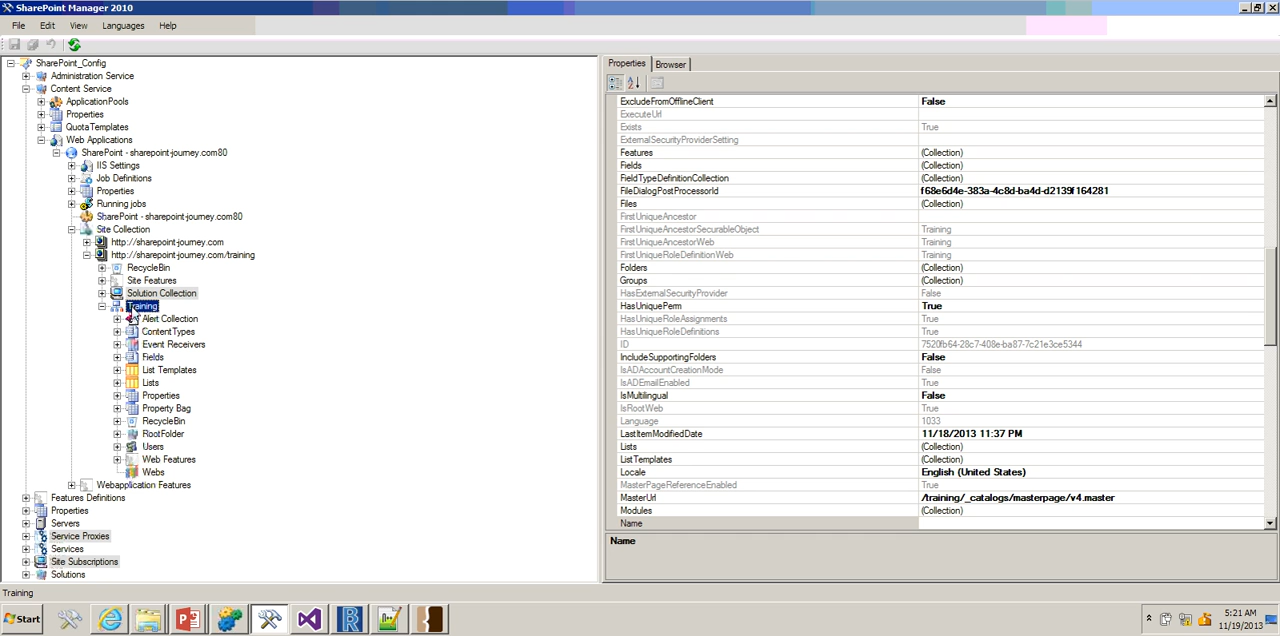 SharePoint Manager 2010
File Edit View Languages Help
SharePoint_Config
Administration Service
Content Service
ApplicationPools
Properties
QuotaTemplates
Web Applications
SharePoint - sharepoint-journey.com80
IIS Settings
Job Definitions
Properties
Running jobs
SharePoint - sharepoint-journey.com80
Site Collection
http://sharepoint-journey.com
http://sharepoint-journey.com/training
RecycleBin
Site Features
Solution Collection
Training
Alert Collection
ContentTypes
Event Receivers
Fields
List Templates
Lists
Properties
Property Bag
RecycleBin
RootFolder
Users
Web Features
Webs
Webapplication Features
Features Definitions
Properties
Servers
Service Proxies
Services
Site Subscriptions
Solutions
Training
Properties Browser
ExcludeFromOfflineClient False
ExecuteUrl
Exists True
ExternalSecurityProviderSetting
Features (Collection)
Fields (Collection)
FieldTypeDefinitionCollection (Collection)
FileDialogPostProcessorId f68e6d4e-383a-4c8d-ba4d-d2139f164281
Files (Collection)
FirstUniqueAncestor
FirstUniqueAncestorSecurableObject Training
FirstUniqueAncestorWeb Training
FirstUniqueRoleDefinitionWeb Training
Folders (Collection)
Groups (Collection)
HasExternalSecurityProvider False
HasUniquePerm True
HasUniqueRoleAssignments True
HasUniqueRoleDefinitions True
ID 7520fb64-28c7-408e-ba87-7c21e3ce5344
IncludeSupportingFolders False
IsADAccountCreationMode False
IsADEmailEnabled True
IsMultilingual False
IsRootWeb True
Language 1033
LastItemModifiedDate 11/18/2013 11:37 PM
Lists (Collection)
ListTemplates (Collection)
Locale English (United States)
MasterPageReferenceEnabled True
MasterUrl /training/_catalogs/masterpage/v4.master
Modules (Collection)
Name
Name
Start
5:21 AM
11/19/2013